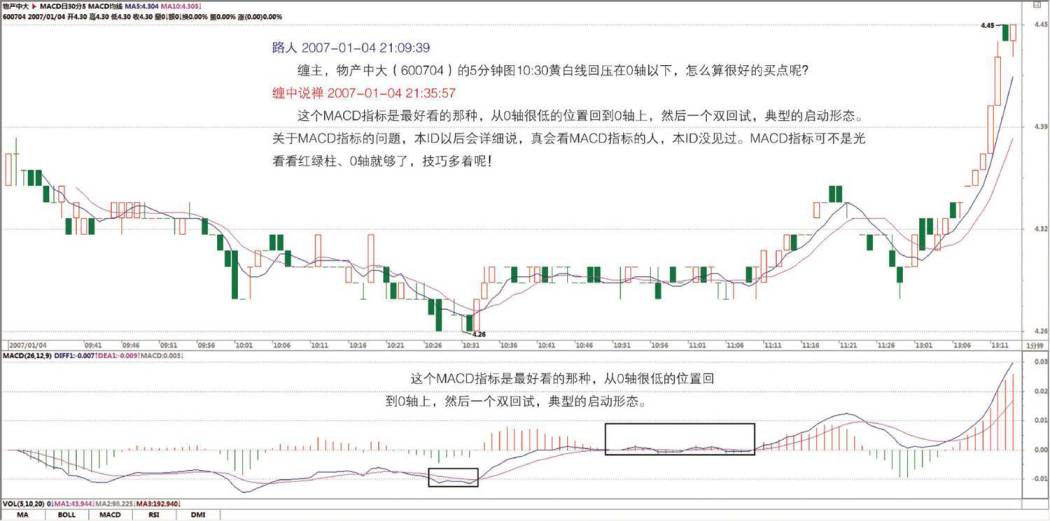 物产中大 MACD日30分5 MACD均线 MA5:4.304 MA10:4.305↓
600704 2007/01/04 开4.30 高4.30 低4.30 收4.30 换0.00% 涨(0.00)0.00%
4.45
4.45
路人 2007-01-04 21:09:39
缠主，物产中大（600704）的5分钟图10:30黄白线回压在0轴以下，怎么算很好的买点呢？
缠中说禅 2007-01-04 21:35:57
这个MACD指标是最好看的那种，从0轴很低的位置回到0轴上，然后一个双回试，典型的启动形态。
关于MACD指标的问题，本ID以后会详细说，真会看MACD指标的人，本ID没见过。MACD指标可不是光
看看红绿柱、0轴就够了，技巧多着呢！
4.39
4.32
4.26
4.26
2007/01/04 09:41 09:46 09:51 09:56 10:01 10:06 10:11 10:16 10:21 10:26 10:31 10:36 10:41 10:46 10:51 10:56 11:01 11:06 11:11 11:16 11:21 11:26 13:01 13:06 13:11 1分钟
MACD(26,12,9) DIFF1:-0.007↑DEA1:-0.009↑MACD:0.005↓
0.03
这个MACD指标是最好看的那种，从0轴很低的位置回
到0轴上，然后一个双回试，典型的启动形态。
0.02
0.01
0.00
-0.01
VOL(5,10,20) MA1:43.944↓MA2:98.225↓MA3:192.940↓
MA BOLL MACD RSI DMI